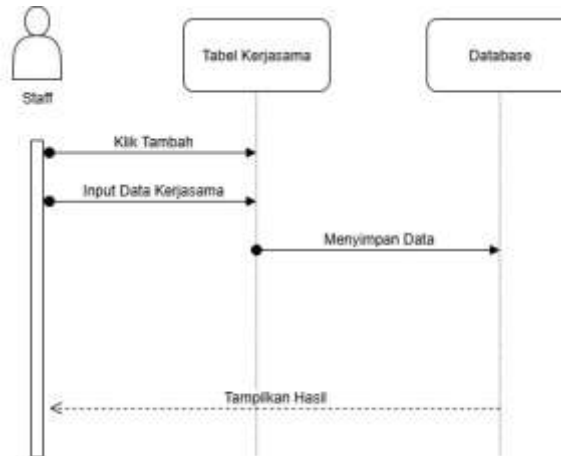 Tabel Kerjasama
Database
Staff
Klik Tambah
Input Data Kerjasama
Menyimpan Data
Tampilkan Hasil